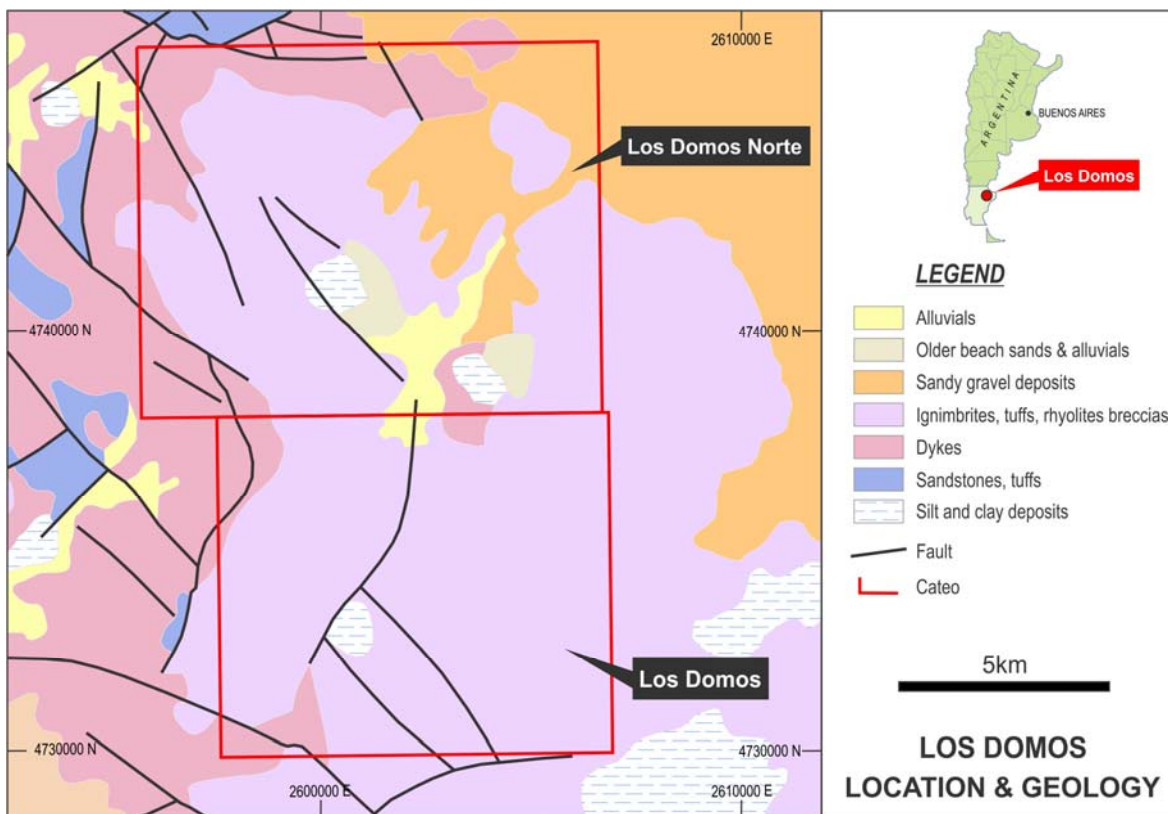 2610000 E
Los Domos Norte
4740000 N
4740000 N
Los Domos
4730000 N
4730000 N
2600000 E
2610000 E
ARGENTINA
BUENOS AIRES
Los Domos
LEGEND
Alluvials
Older beach sands & alluvials
Sandy gravel deposits
Ignimbrites, tuffs, rhyolites breccias
Dykes
Sandstones, tuffs
Silt and clay deposits
Fault
Cateo
5km
LOS DOMOS
LOCATION & GEOLOGY